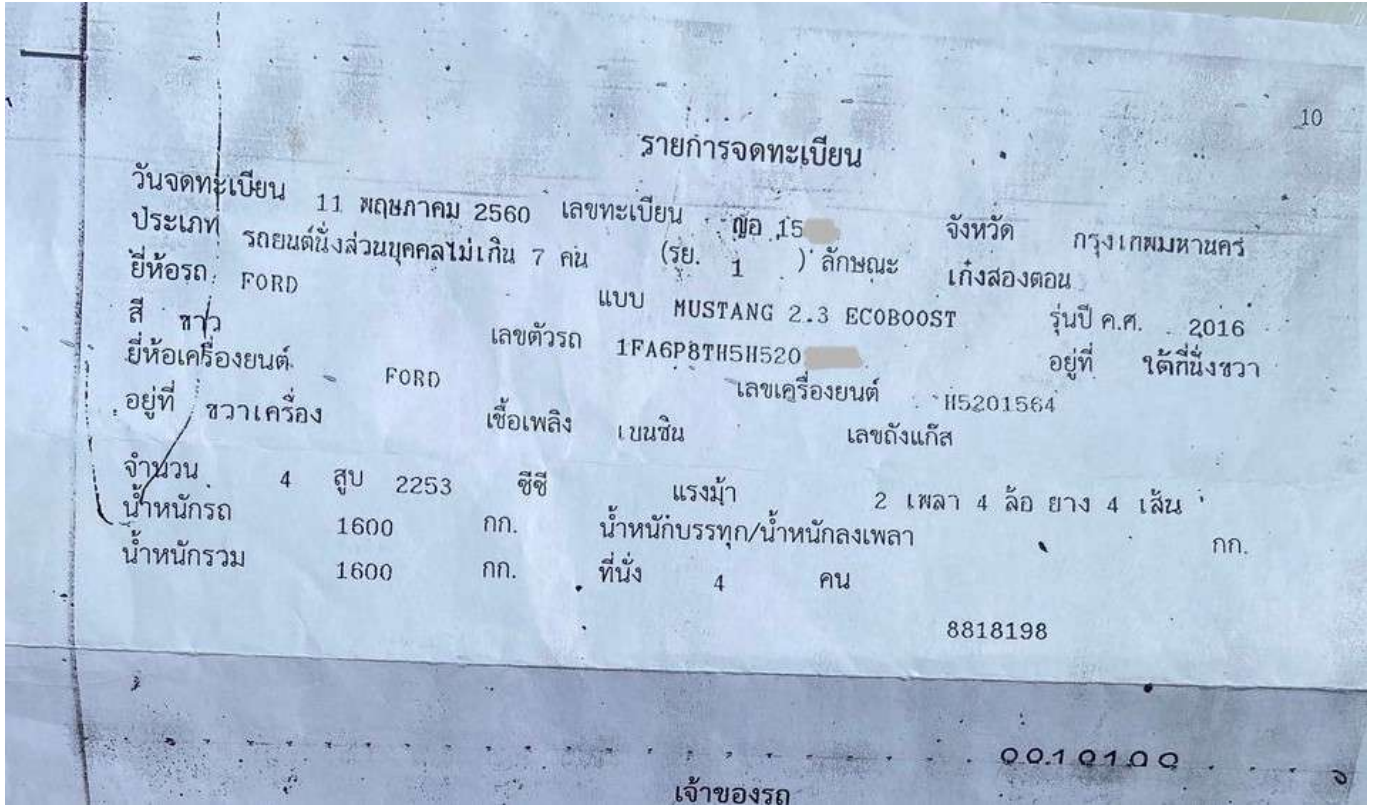 10
รายการจดทะเบียน
วันจดทะเบียน 11 พฤษภาคม 2560 เลขทะเบียน 15 จังหวัด กรุงเทพมหานคร
ประเภท รถยนต์นั่งส่วนบุคคลไม่เกิน 7 คน (รย. 1 ) ลักษณะ เก๋งสองตอน
ยี่ห้อรถ FORD แบบ MUSTANG 2.3 ECOBOOST รุ่นปี ค.ศ. 2016
สี ขาว เลขตัวรถ 1FA6P8TH5H520 อยู่ที่ ใต้ที่นั่งขวา
ยี่ห้อเครื่องยนต์ FORD เลขเครื่องยนต์ H5201564
อยู่ที่ ขวาเครื่อง เชื้อเพลิง เบนซิน เลขถังแก๊ส
จำนวน 4 สูบ 2253 ซีซี แรงม้า 2 เพลา 4 ล้อ ยาง 4 เส้น
น้ำหนักรถ 1600 กก. น้ำหนักบรรทุก/น้ำหนักลงเพลา กก.
น้ำหนักรวม 1600 กก. ที่นั่ง 4 คน
8818198
0010100
เจ้าของรถ